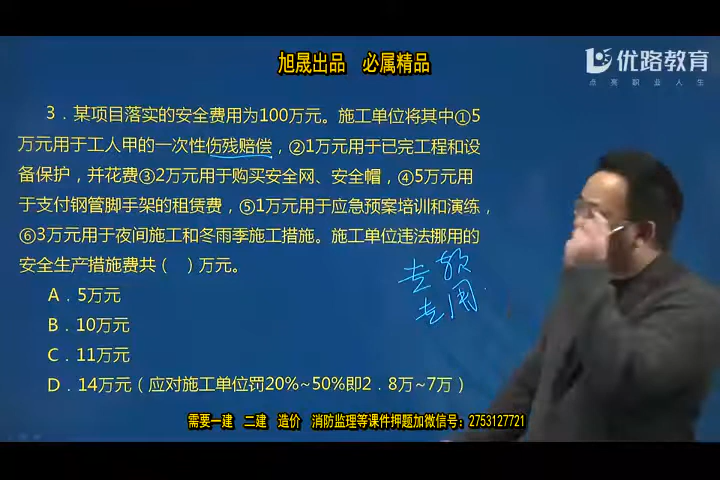 旭晟出品 必属精品
优路教育
点亮职业人生
3．某项目落实的安全费用为100万元。施工单位将其中①5
万元用于工人甲的一次性伤残赔偿，②1万元用于已完工程和设
备保护，并花费③2万元用于购买安全网、安全帽，④5万元用
于支付钢管脚手架的租赁费，⑤1万元用于应急预案培训和演练，
⑥3万元用于夜间施工和冬雨季施工措施。施工单位违法挪用的
安全生产措施费共（ ）万元。
专款
专用.
A．5万元
B．10万元
C．11万元
D．14万元（应对施工单位罚20%~50%即2．8万~7万）
需要一建 二建 造价 消防监理等课件押题加微信号：2753127721